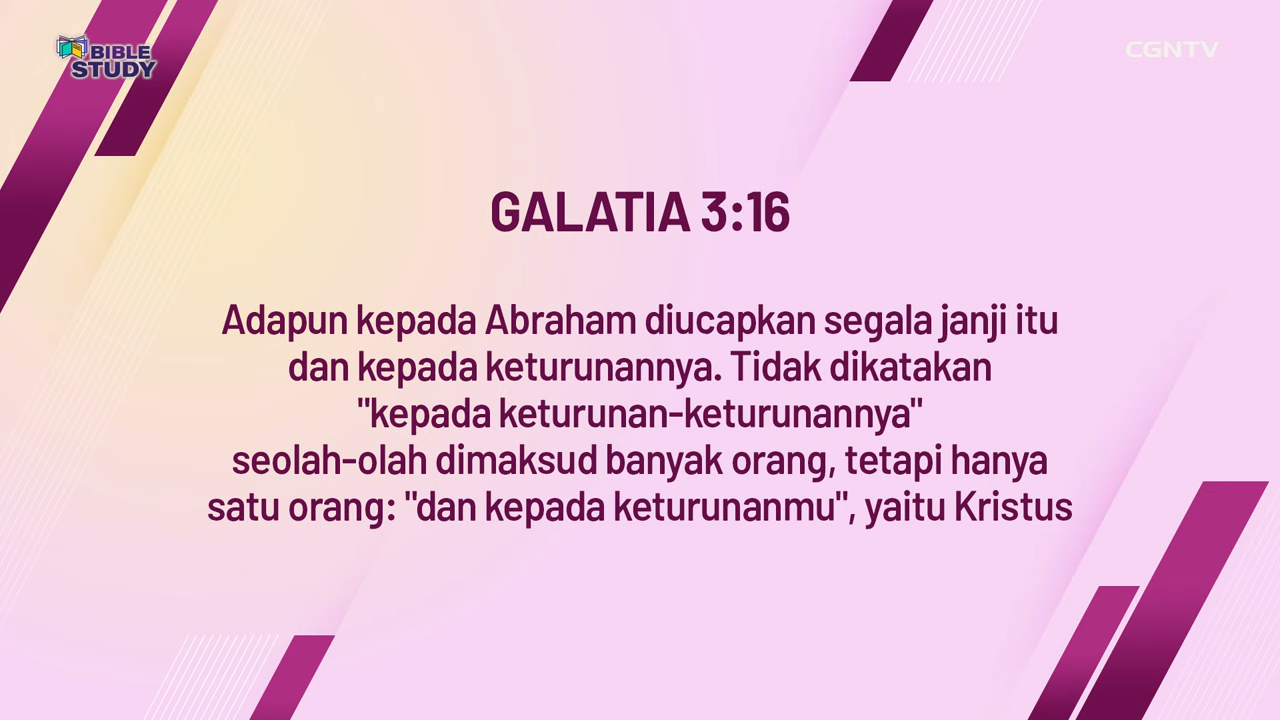 BIBLE
STUDY
CGNTV
GALATIA 3:16
Adapun kepada Abraham diucapkan segala janji itu
dan kepada keturunannya. Tidak dikatakan
"kepada keturunan-keturunannya"
seolah-olah dimaksud banyak orang, tetapi hanya
satu orang: "dan kepada keturunanmu", yaitu Kristus